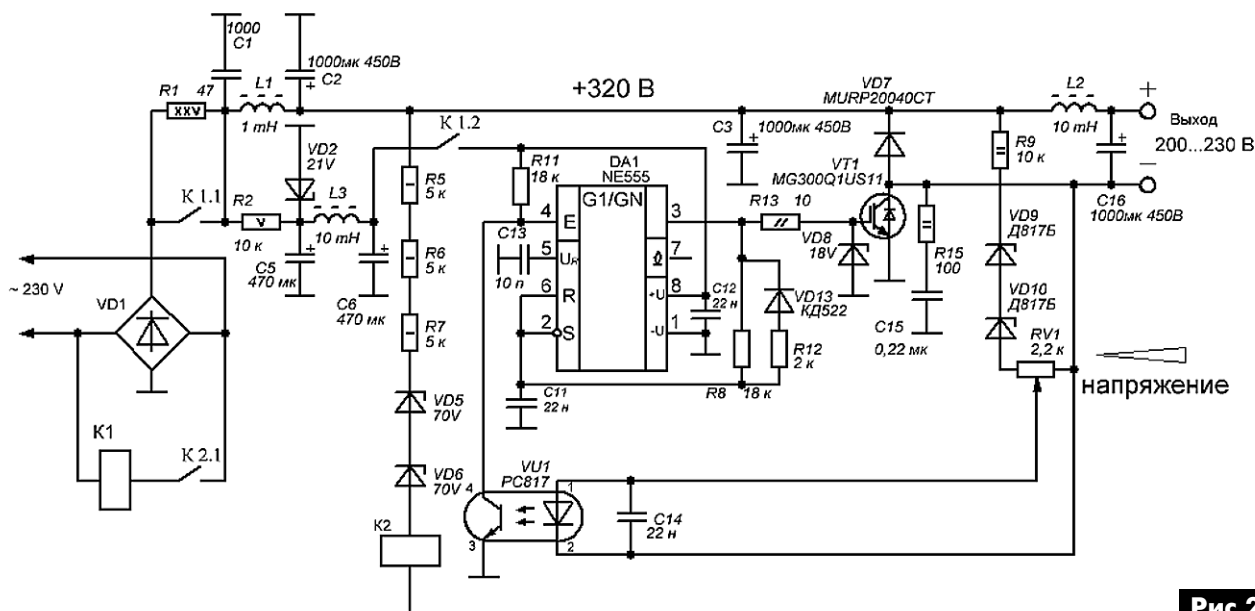 1000
C1
1000мк 450В
C2
R1 47
L1
1 mH
+320 В
VD7
MURP20040CT
L2
10 mH
+
Выход
200...230 В
−
C3
1000мк 450В
K 1.2
VD2
21V
R11
18 к
DA1
NE555
G1/GN
VT1
MG300Q1US11
R9
10 к
C16
1000мк 450В
K 1.1
R2
10 к
L3
10 mH
R5
5 к
4
E
3
R13 10
C13
10 n
5
UR
7
VD8
18V
R15
100
VD9
Д817Б
C5
470 мк
C6
470 мк
R6
5 к
6
R
8
+U
C12
22 н
VD13
КД522
VD10
Д817Б
~ 230 V
VD1
R7
5 к
2
S
1
-U
R12
2 к
C15
0,22 мк
RV1
2,2 к
напряжение
C11
22 н
R8 18 к
VD5
70V
K1
K 2.1
VD6
70V
VU1
PC817
4
1
3
2
C14
22 н
K2
Рис 2